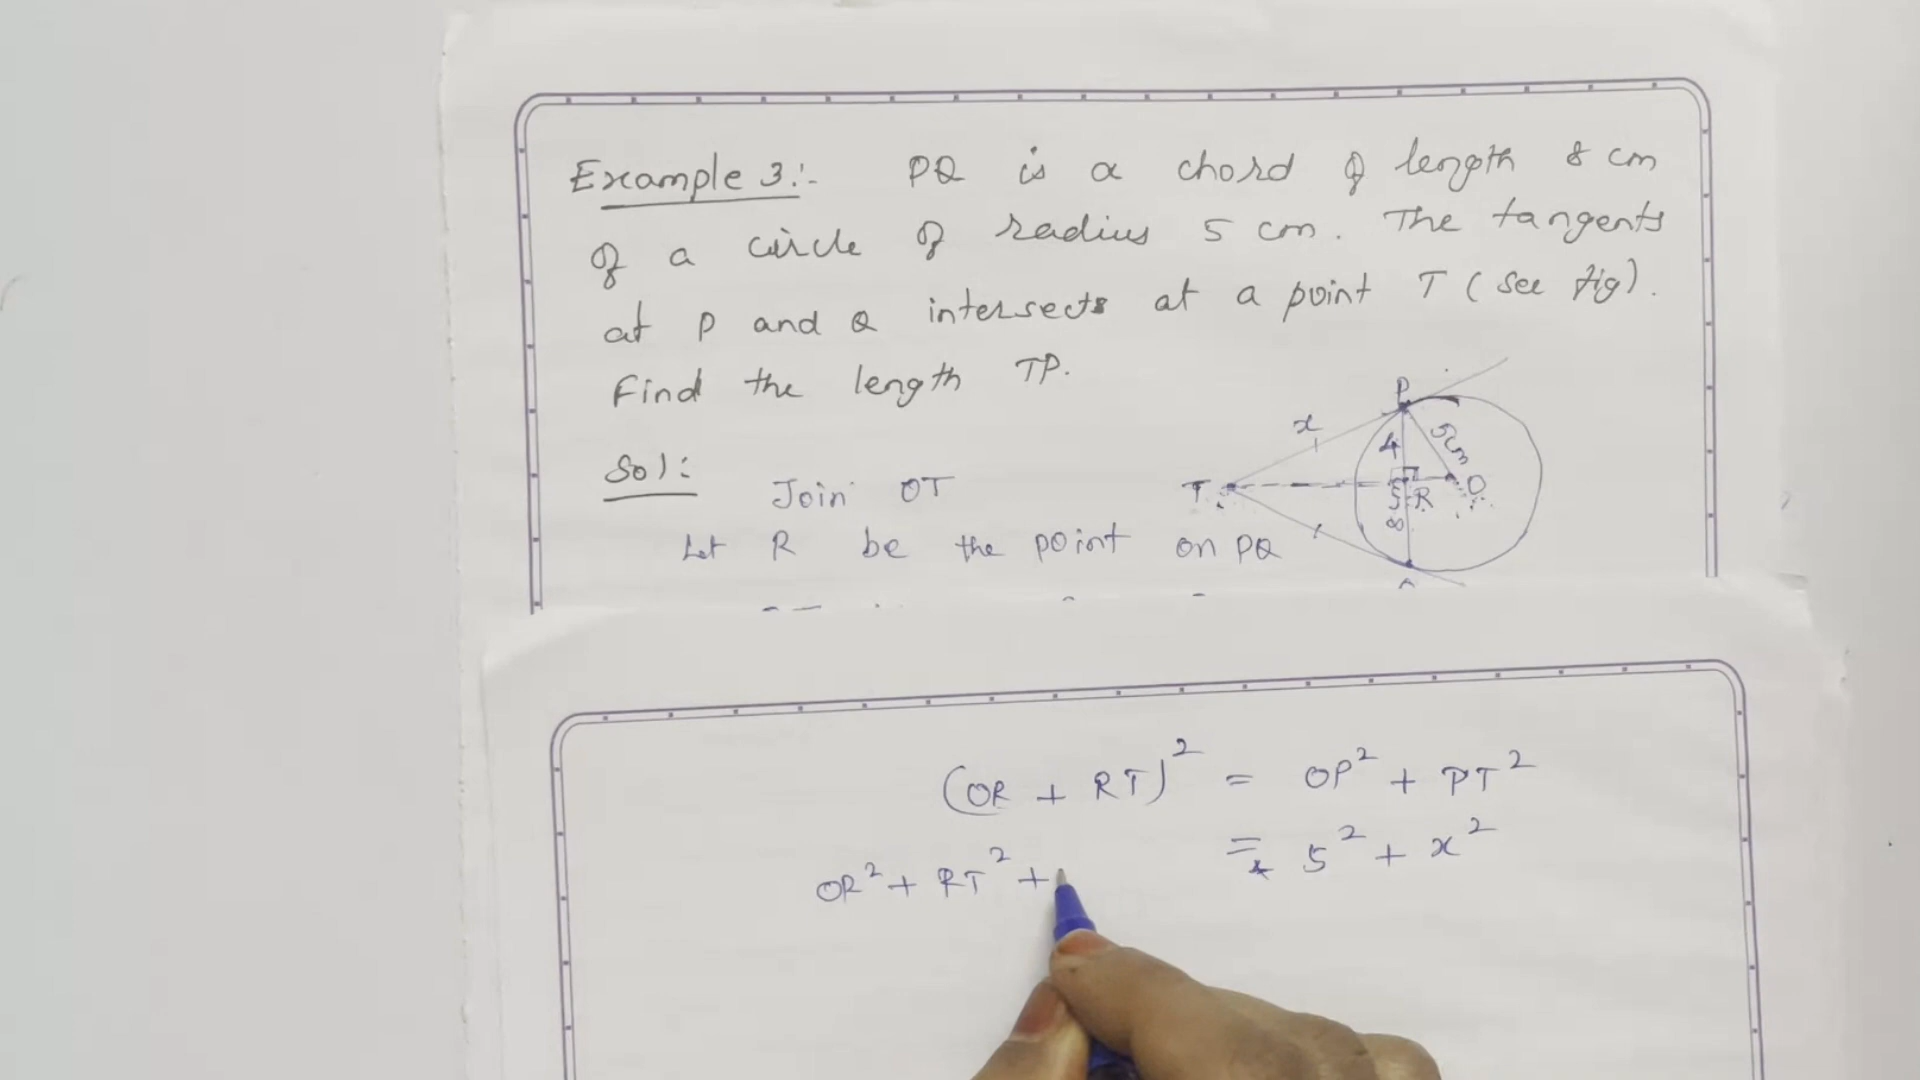 Example 3:- PQ is a chord of length 8 cm
of a circle of radius 5 cm. The tangents
at P and Q intersects at a point T (See fig).
Find the length TP.
Sol:
Join OT
Let R be the point on PQ
P
x
4
5cm
T
R
O
8
(OR + RT)² = OP² + PT²
= 5² + x²
OR² + RT² +